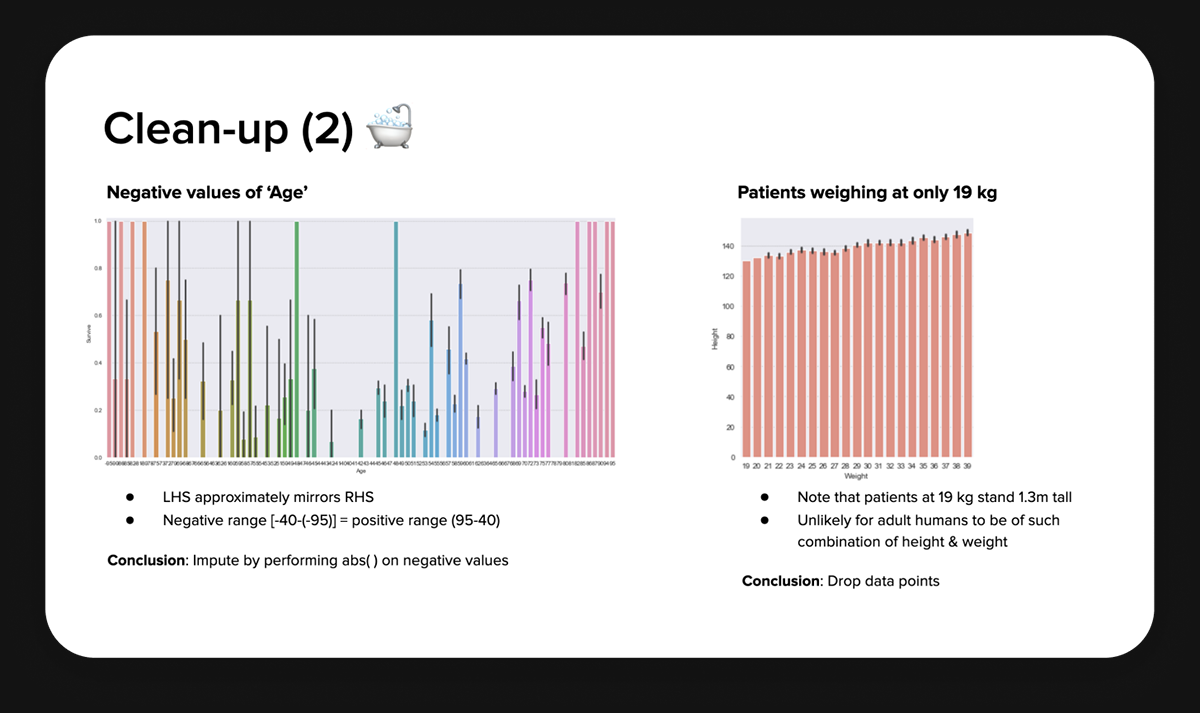 Clean-up (2) 🛁
Negative values of ‘Age’
1.0
0.8
0.6
0.4
0.2
0.0
Survive
Age
● LHS approximately mirrors RHS
● Negative range [-40-(-95)] = positive range (95-40)
Conclusion: Impute by performing abs( ) on negative values
Patients weighing at only 19 kg
140
120
100
80
60
40
20
0
Height
19 20 21 22 23 24 25 26 27 28 29 30 31 32 33 34 35 36 37 38 39
Weight
● Note that patients at 19 kg stand 1.3m tall
● Unlikely for adult humans to be of such
combination of height & weight
Conclusion: Drop data points